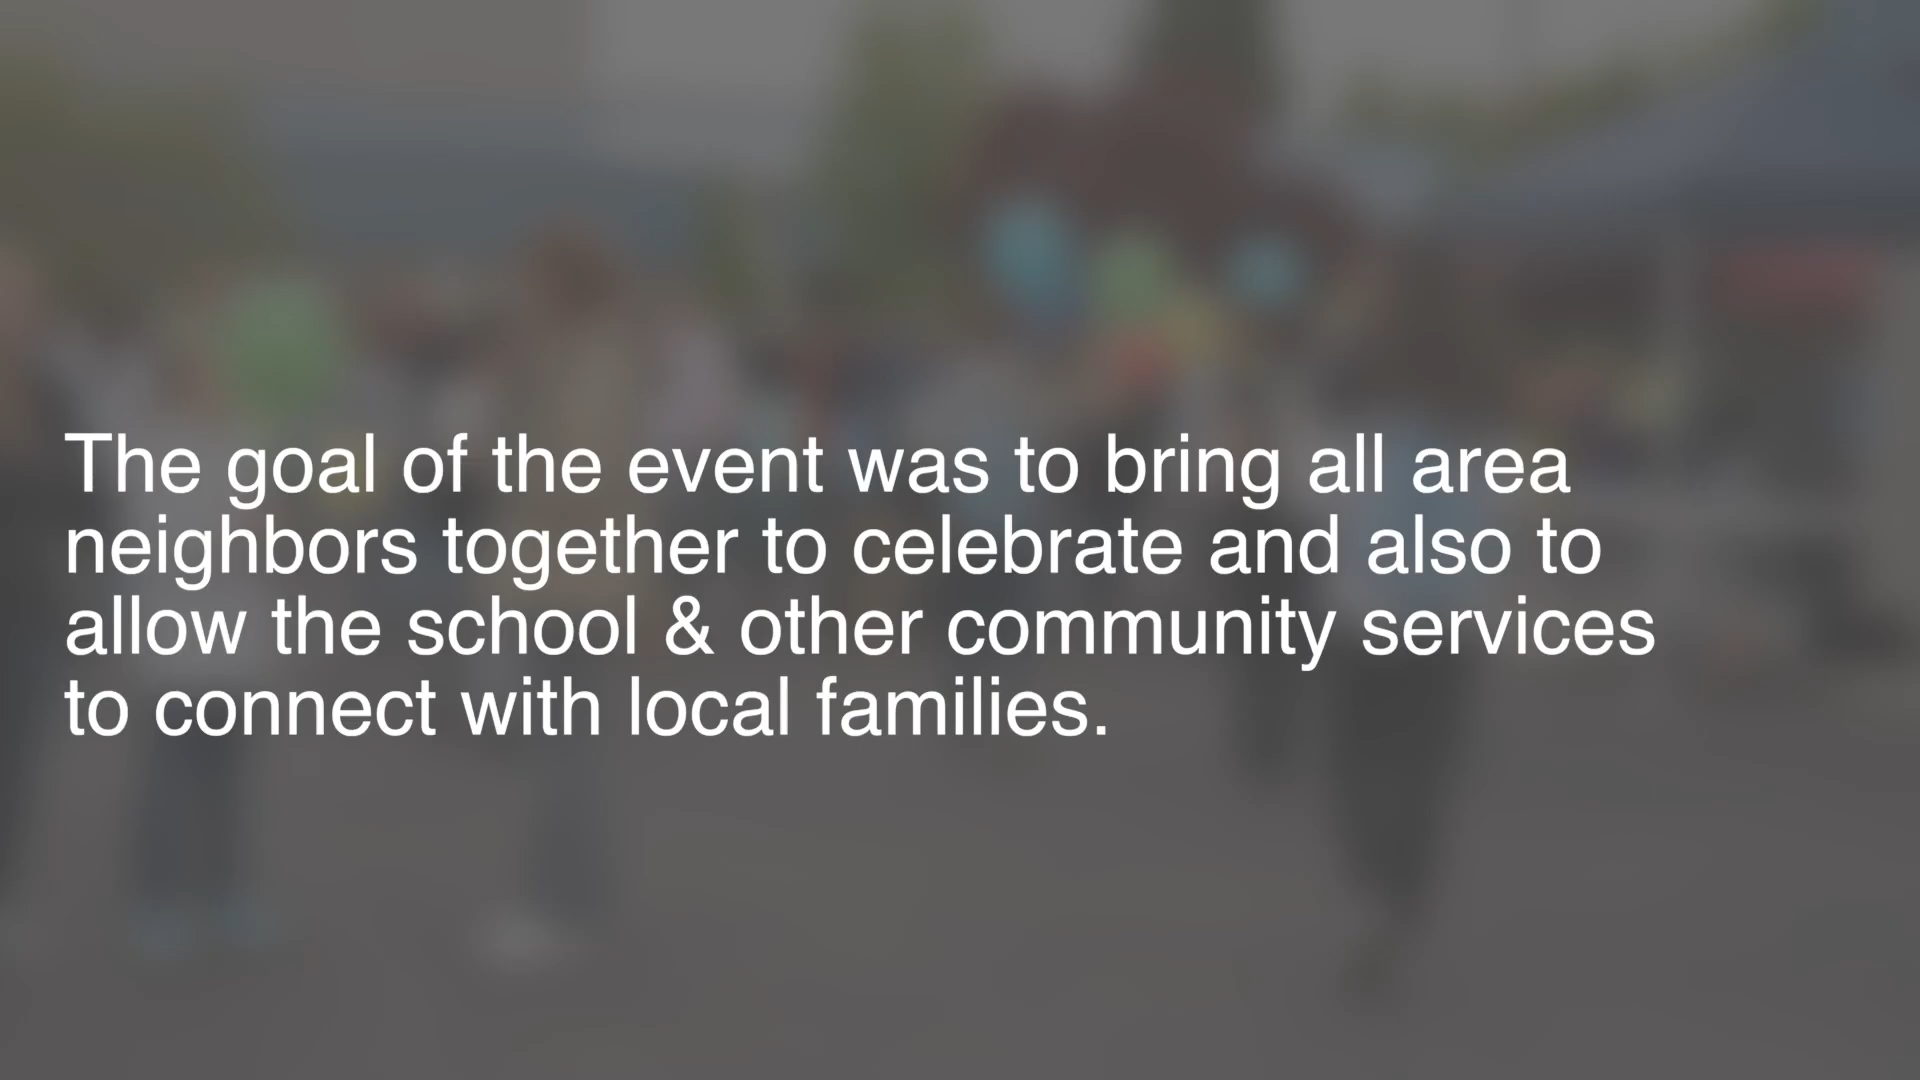 The goal of the event was to bring all area
neighbors together to celebrate and also to
allow the school & other community services
to connect with local families.